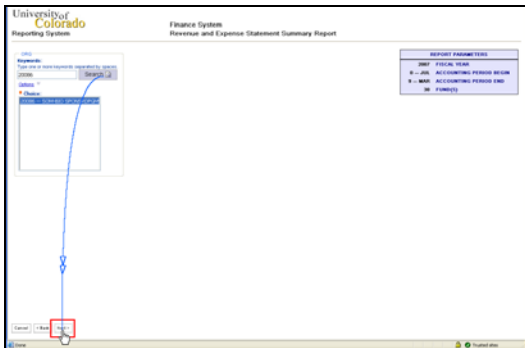 University of
Colorado
Reporting System
Finance System
Revenue and Expense Statement Summary Report
ORG
Keywords:
Type one or more keywords separated by spaces.
20086
Search
Options
* Choice:
REPORT PARAMETERS
2007 FISCAL YEAR
0 -- JUL ACCOUNTING PERIOD BEGIN
9 -- MAR ACCOUNTING PERIOD END
30 FUND(S)
Cancel
< Back
Next >
Done
Trusted sites